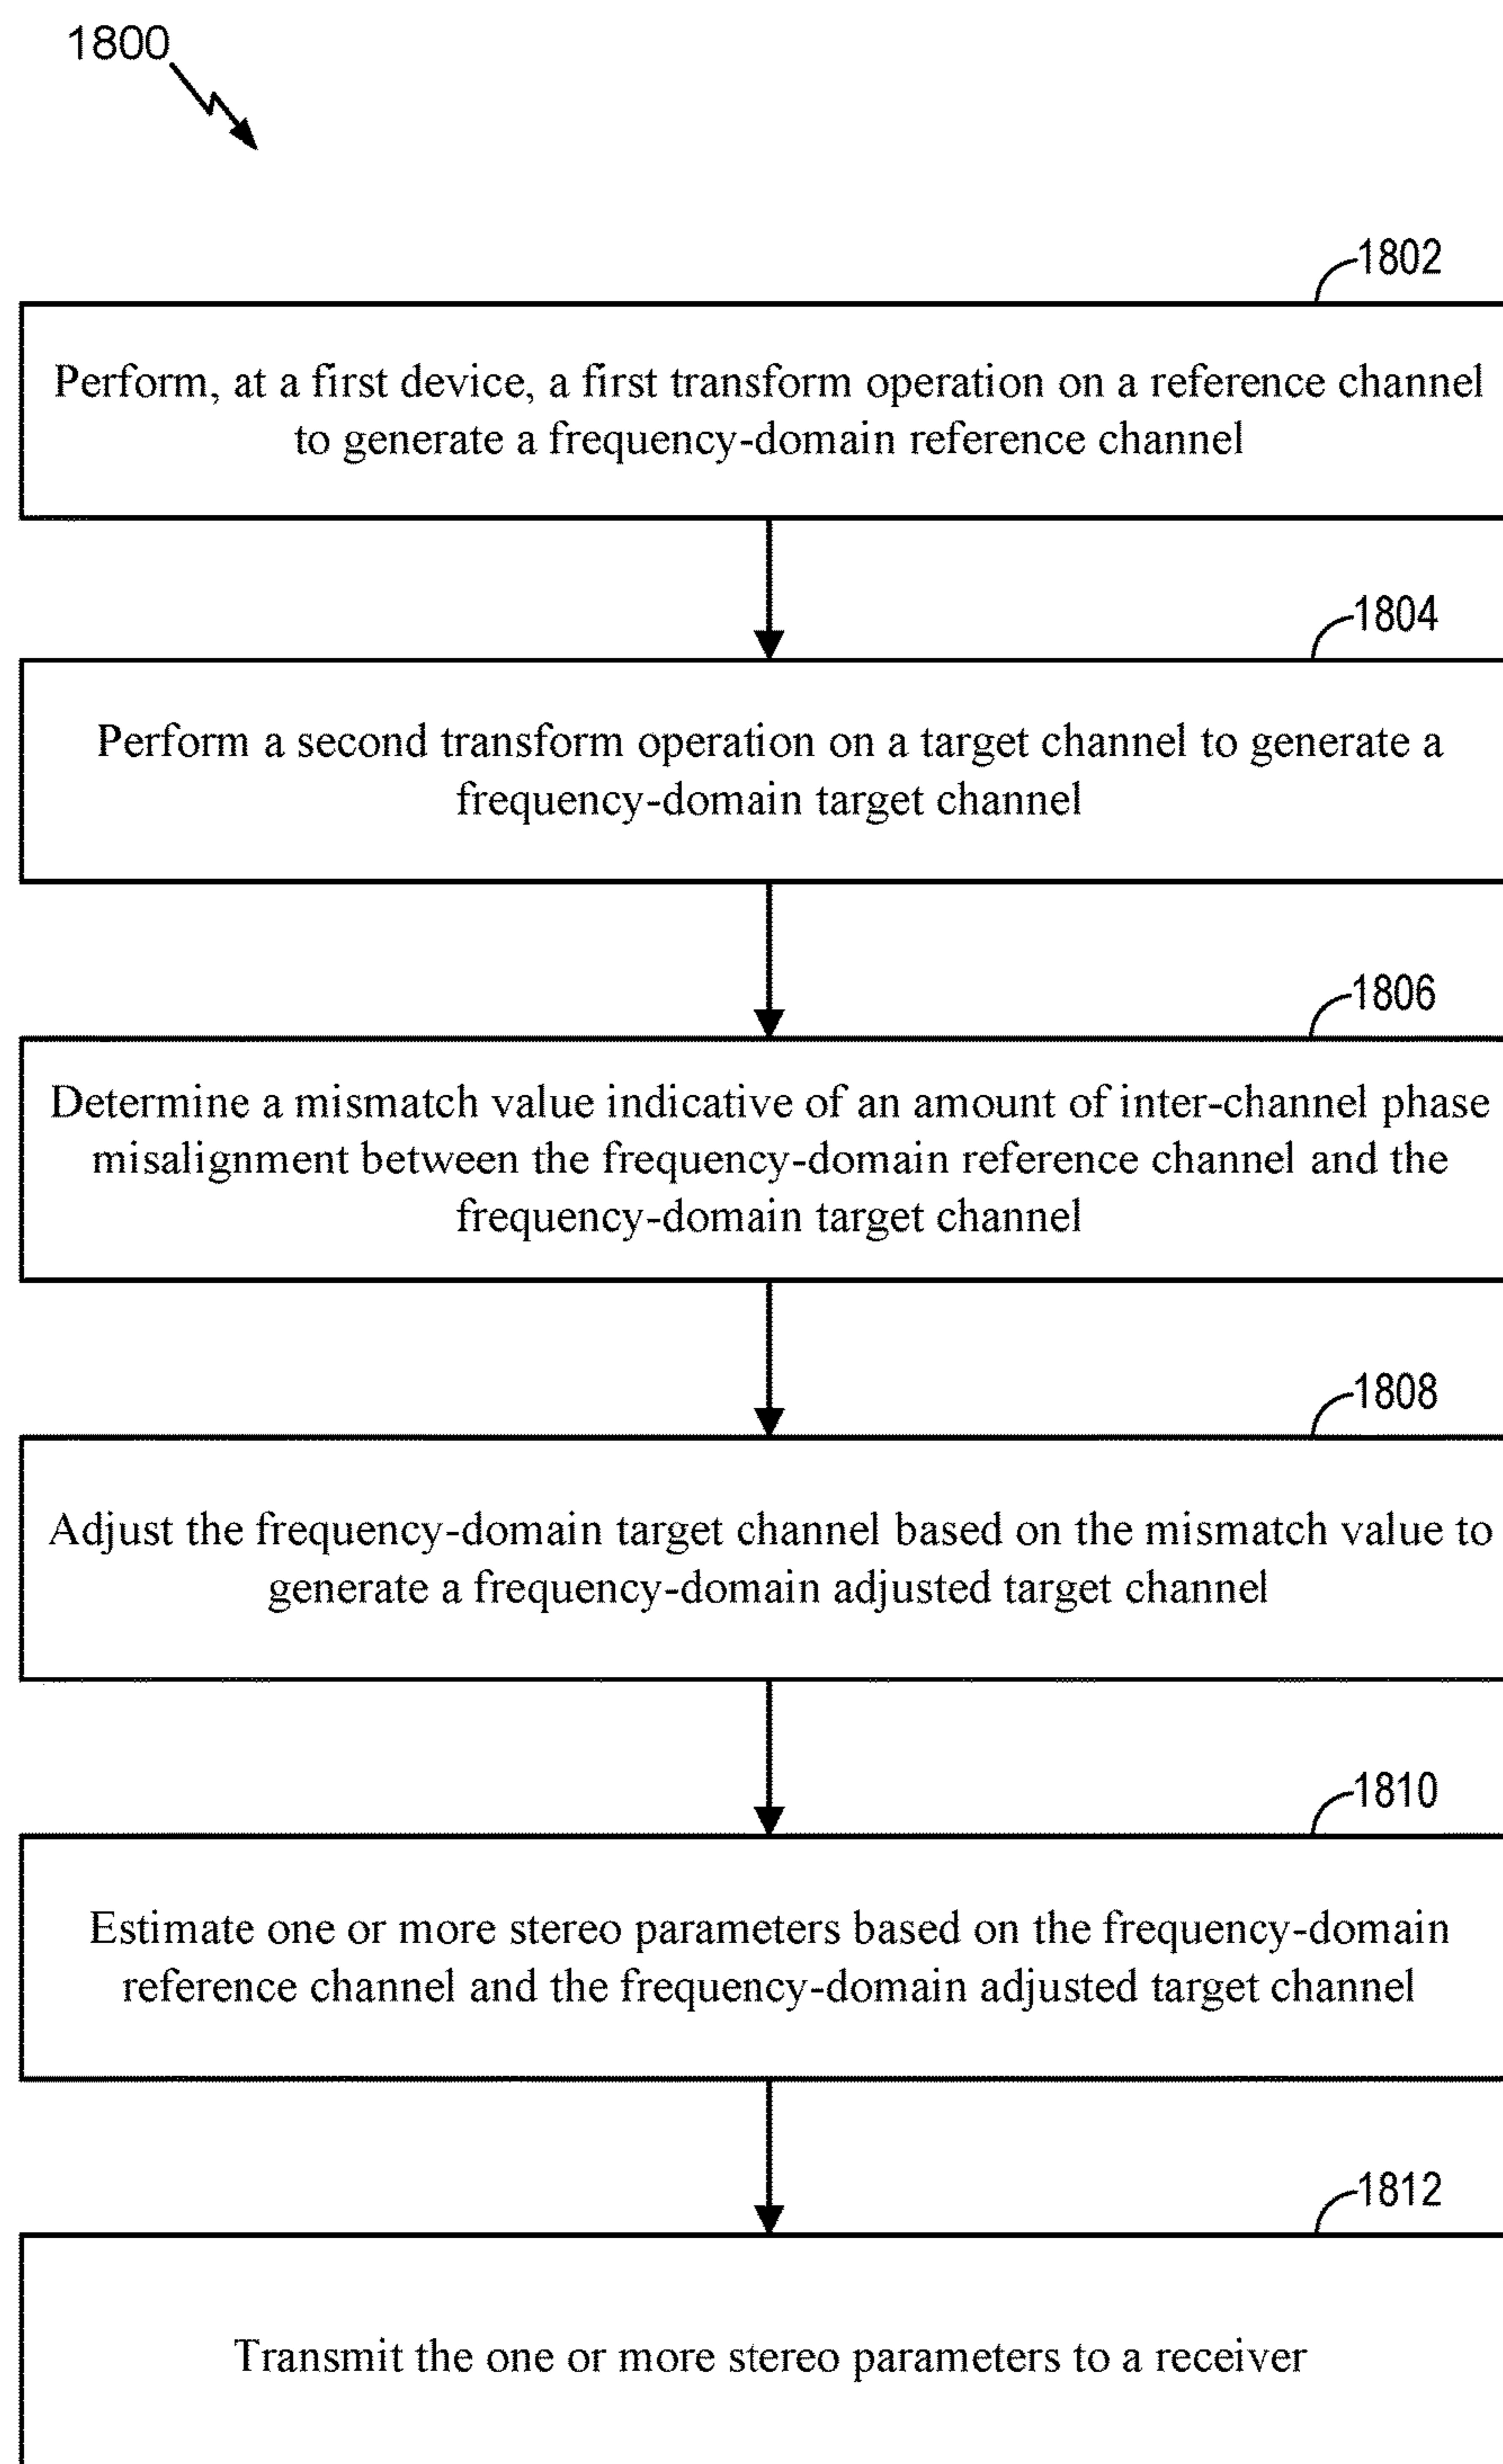 1800
1802
Perform, at a first device, a first transform operation on a reference channel
to generate a frequency-domain reference channel
1804
Perform a second transform operation on a target channel to generate a
frequency-domain target channel
1806
Determine a mismatch value indicative of an amount of inter-channel phase
misalignment between the frequency-domain reference channel and the
frequency-domain target channel
1808
Adjust the frequency-domain target channel based on the mismatch value to
generate a frequency-domain adjusted target channel
1810
Estimate one or more stereo parameters based on the frequency-domain
reference channel and the frequency-domain adjusted target channel
1812
Transmit the one or more stereo parameters to a receiver